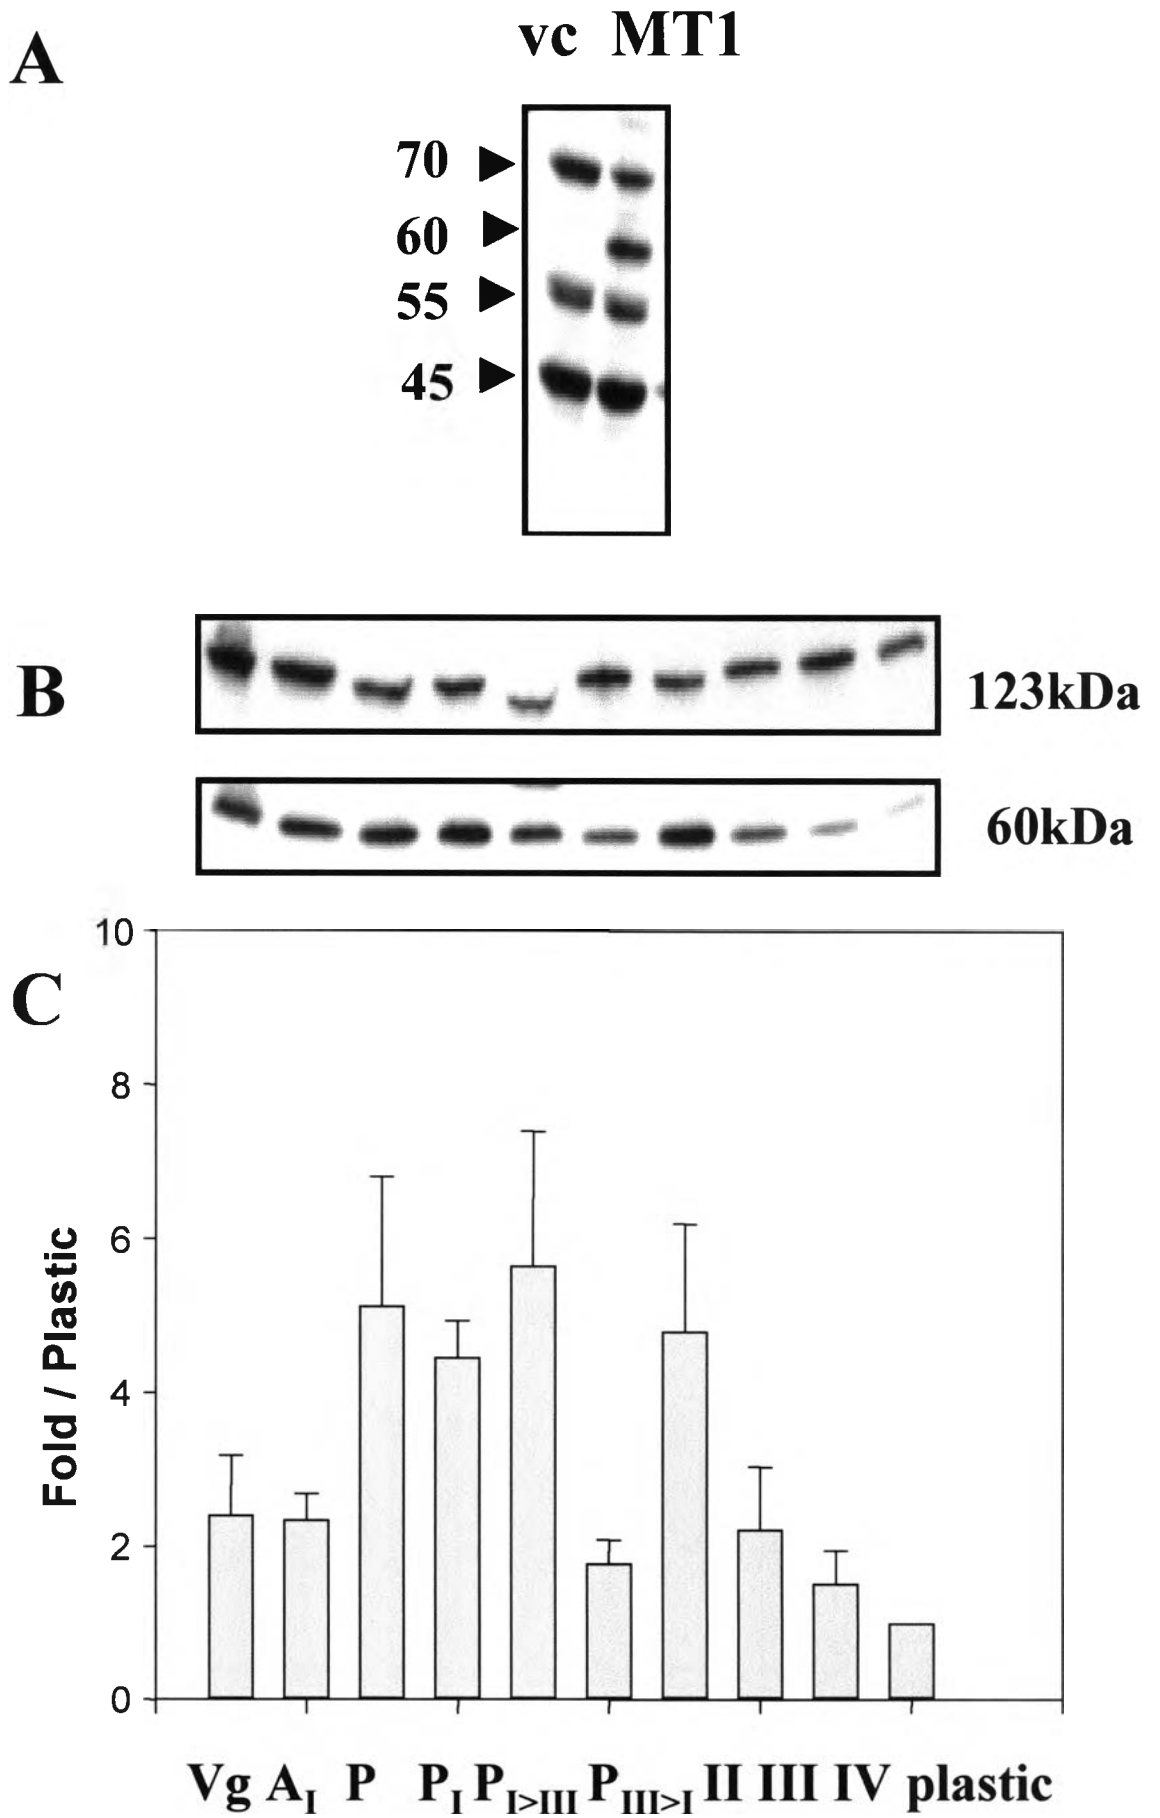 A
vc MT1
70
60
55
45
B
123kDa
60kDa
C
10
8
6
4
2
0
Fold / Plastic
Vg A_I P P_I P_I>III P_III>I II III IV plastic